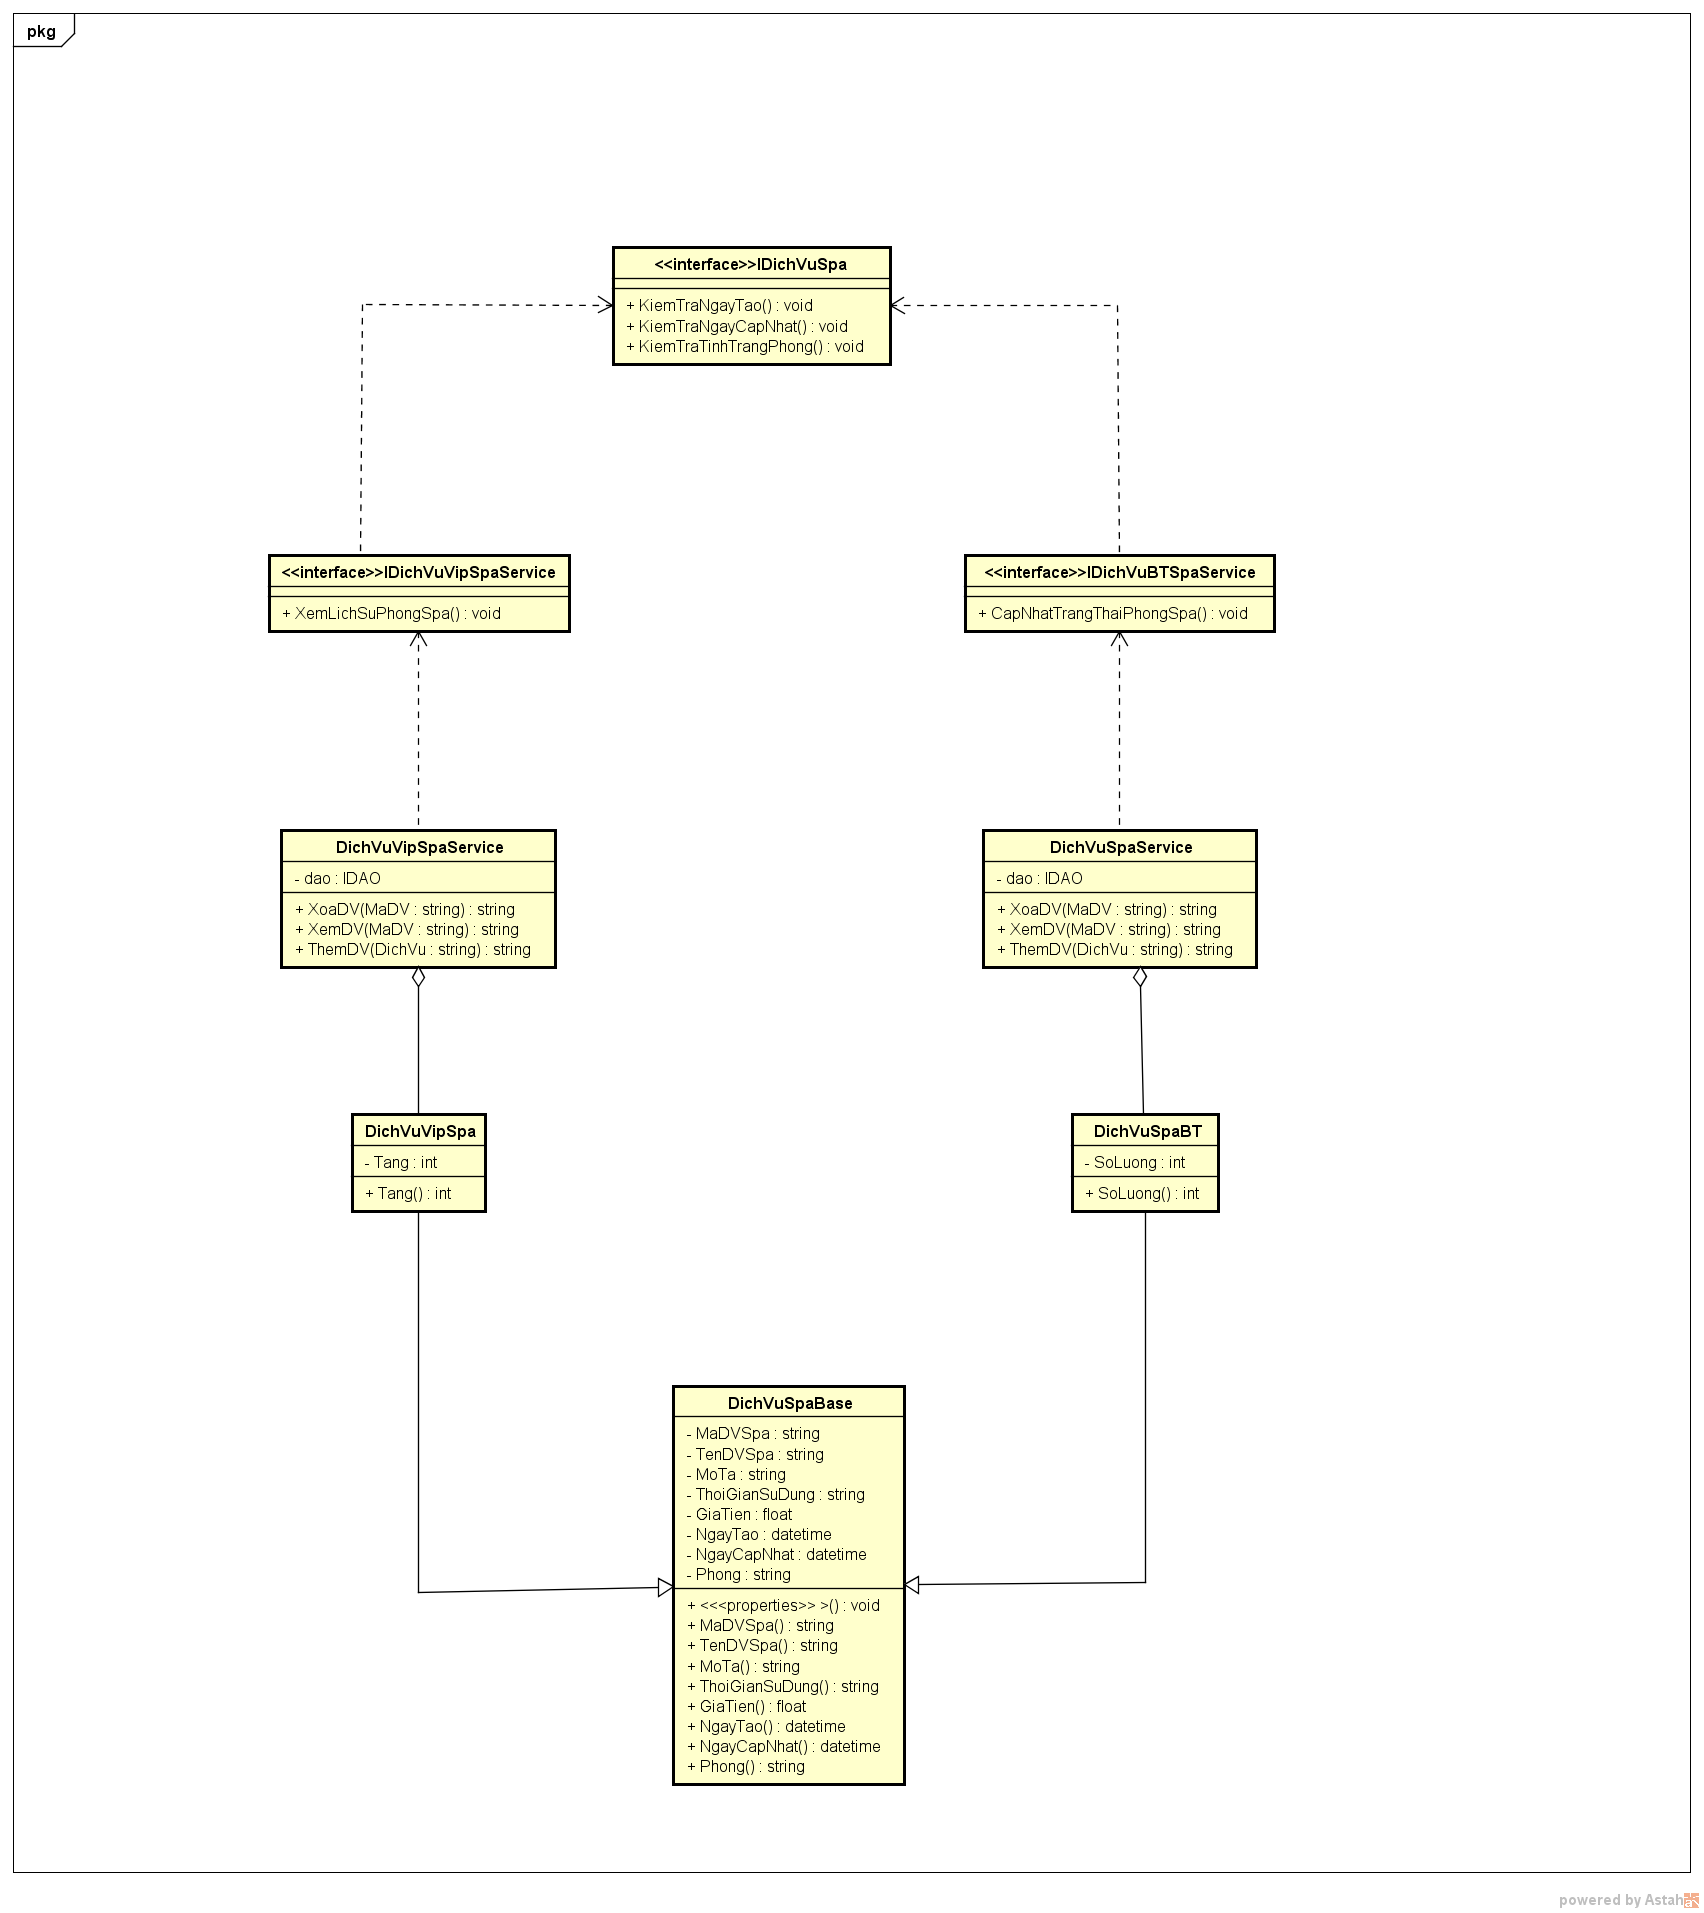 pkg
<<interface>>IDichVuSpa
+ KiemTraNgayTao() : void
+ KiemTraNgayCapNhat() : void
+ KiemTraTinhTrangPhong() : void
<<interface>>IDichVuVipSpaService
+ XemLichSuPhongSpa() : void
<<interface>>IDichVuBTSpaService
+ CapNhatTrangThaiPhongSpa() : void
DichVuVipSpaService
- dao : IDAO
+ XoaDV(MaDV : string) : string
+ XemDV(MaDV : string) : string
+ ThemDV(DichVu : string) : string
DichVuSpaService
- dao : IDAO
+ XoaDV(MaDV : string) : string
+ XemDV(MaDV : string) : string
+ ThemDV(DichVu : string) : string
DichVuVipSpa
- Tang : int
+ Tang() : int
DichVuSpaBT
- SoLuong : int
+ SoLuong() : int
DichVuSpaBase
- MaDVSpa : string
- TenDVSpa : string
- MoTa : string
- ThoiGianSuDung : string
- GiaTien : float
- NgayTao : datetime
- NgayCapNhat : datetime
- Phong : string
+ <<<properties>> >() : void
+ MaDVSpa() : string
+ TenDVSpa() : string
+ MoTa() : string
+ ThoiGianSuDung() : string
+ GiaTien() : float
+ NgayTao() : datetime
+ NgayCapNhat() : datetime
+ Phong() : string
powered by Astah